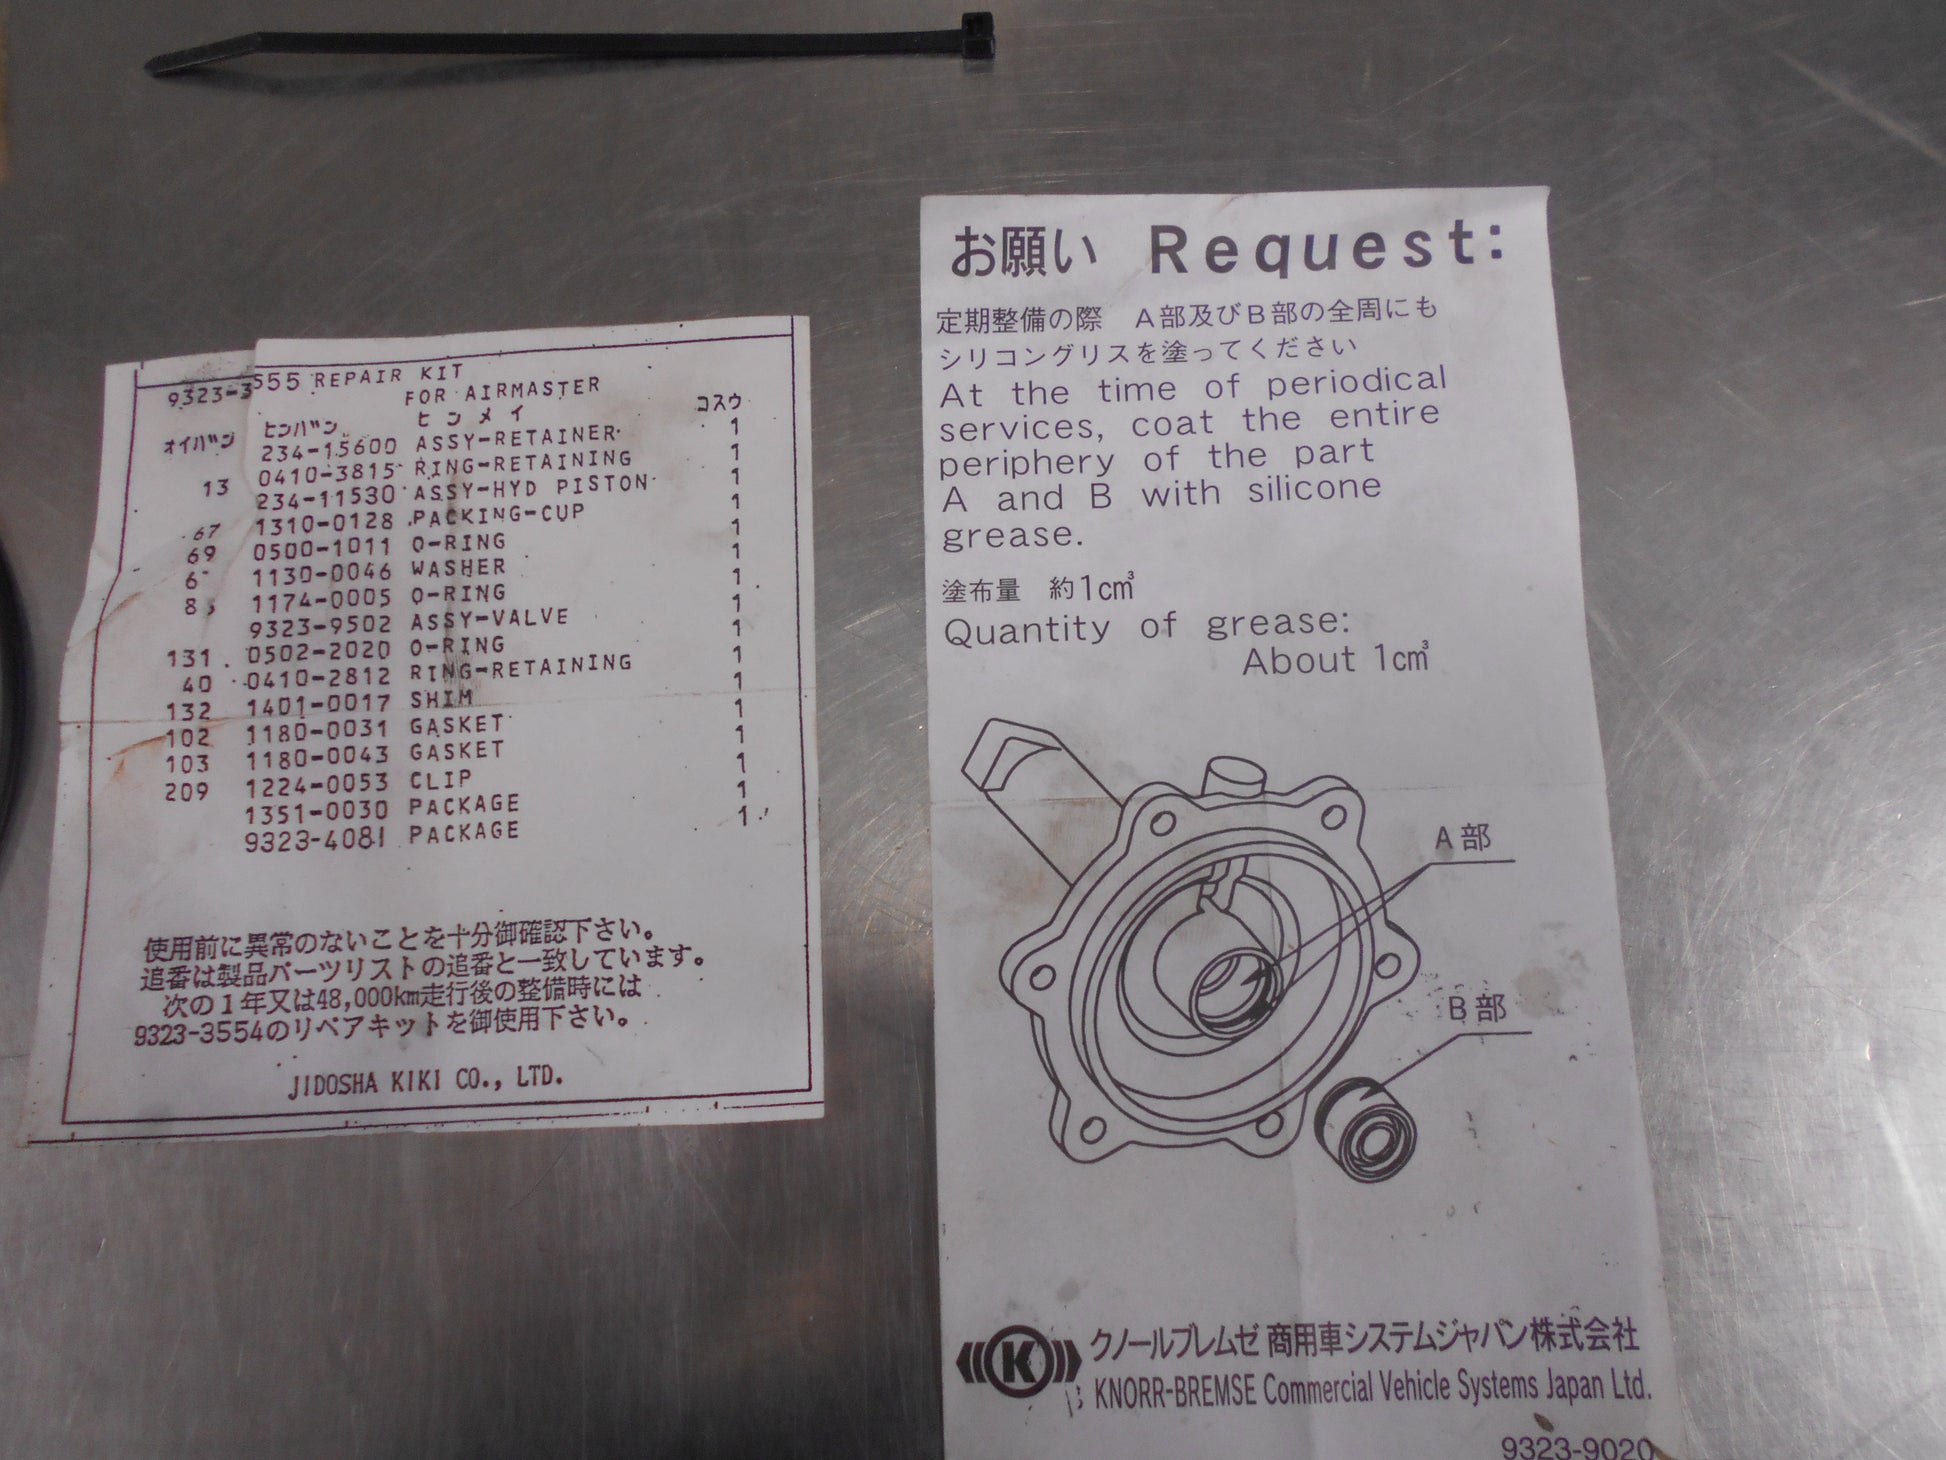 9323-3555 REPAIR KIT
FOR AIRMASTER
オイバン ヒンバン ヒンメイ コスウ
234-15600 ASSY-RETAINER 1
0410-3815 RING-RETAINING 1
13 234-11530 ASSY-HYD PISTON 1
1310-0128 PACKING-CUP 1
67 0500-1011 O-RING 1
69 1130-0046 WASHER 1
1174-0005 O-RING 1
9323-9502 ASSY-VALVE 1
131 0502-2020 O-RING 1
40 0410-2812 RING-RETAINING 1
132 1401-0017 SHIM 1
102 1180-0031 GASKET 1
103 1180-0043 GASKET 1
209 1224-0053 CLIP 1
1351-0030 PACKAGE 1
9323-4081 PACKAGE 1
使用前に異常のないことを十分御確認下さい。
追番は製品パーツリストの追番と一致しています。
次の1年又は48,000km走行後の整備時には
9323-3554のリペアキットを御使用下さい。
JIDOSHA KIKI CO., LTD.
お願い Request:
定期整備の際 A部及びB部の全周にも
シリコングリスを塗ってください
At the time of periodical
services, coat the entire
periphery of the part
A and B with silicone
grease.
塗布量 約1cm³
Quantity of grease:
About 1cm³
A部
B部
K クノールブレムゼ 商用車システムジャパン株式会社
KNORR-BREMSE Commercial Vehicle Systems Japan Ltd.
9323-9020